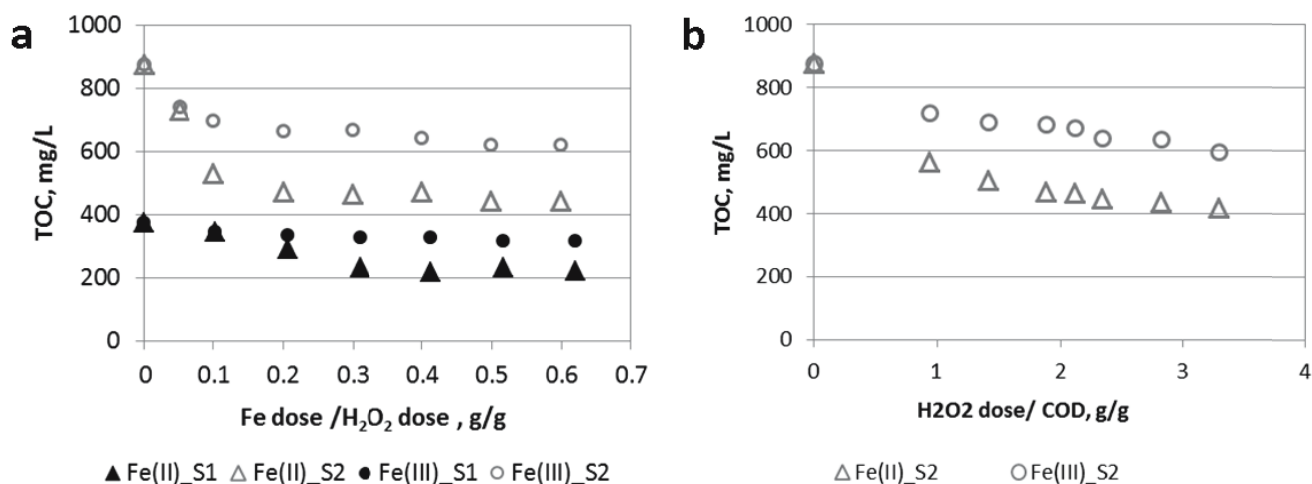 a
1000
800
600
400
200
0
TOC, mg/L
0 0.1 0.2 0.3 0.4 0.5 0.6 0.7
Fe dose /H₂O₂ dose , g/g
Fe(II)_S1 Fe(II)_S2 Fe(III)_S1 Fe(III)_S2
b
1000
800
600
400
200
0
TOC, mg/L
0 1 2 3 4
H2O2 dose/ COD, g/g
Fe(II)_S2 Fe(III)_S2